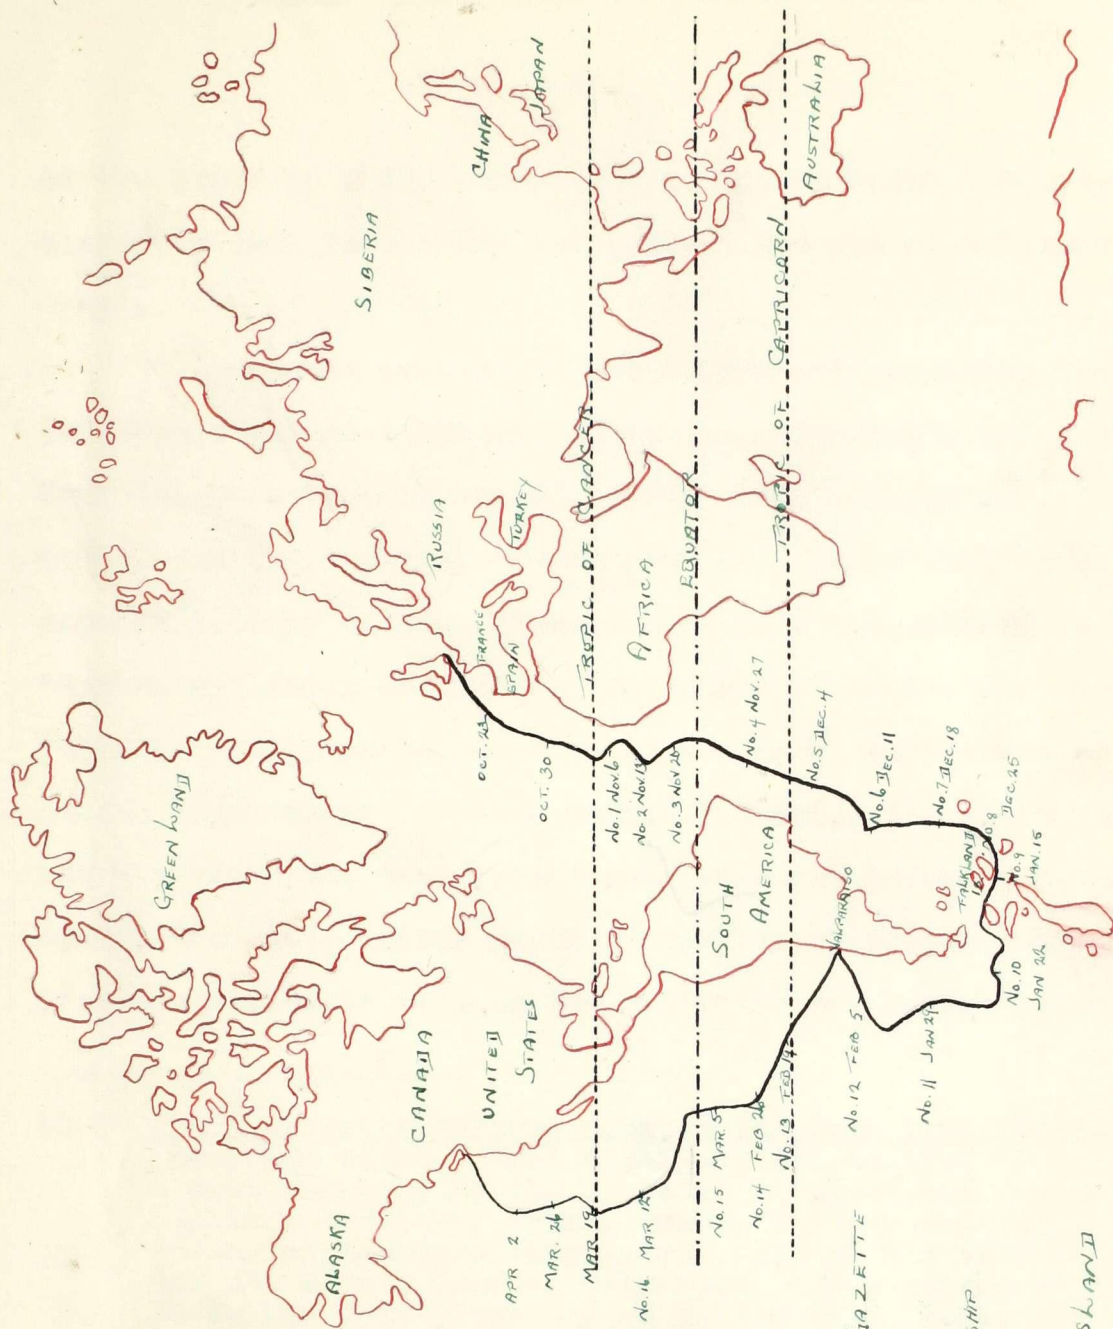 GREENLAND
ALASKA
CANADA
UNITED
STATES
SIBERIA
RUSSIA
CHINA
JAPAN
FRANCE
SPAIN
TURKEY
TROPIC OF CANCER
AFRICA
EQUATOR
SOUTH
AMERICA
TROPIC OF CAPRICARN
AUSTRALIA
VALPARAISO
FALKLAND
IS
OCT. 23
OCT. 30
No. 1 Nov. 6
No. 2 Nov. 13
No. 3 Nov 20
No. 4 Nov. 27
No. 5 DEC. 4
No. 6 DEC. 11
No. 7 DEC. 18
No. 8
DEC. 25
No. 9
JAN. 15
No. 10
JAN 22
No. 11 JAN 29
No. 12 FEB 5
No. 13 FEB
No. 14 FEB 26
No. 15 MAR. 5
No. 16 MAR 12
MAR 19
MAR. 26
APR 2
AZETTE
SHIP
SLAND